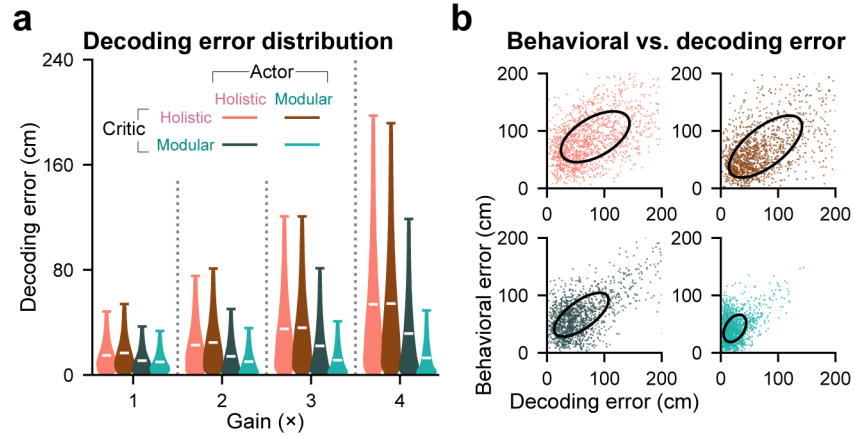 a
Decoding error distribution
Decoding error (cm)
240
160
80
0
Actor
Holistic Modular
Critic
Holistic
Modular
1 2 3 4
Gain (×)
b
Behavioral vs. decoding error
Behavioral error (cm)
200
100
0
0 100 200
200
100
0
0 100 200
200
100
0
0 100 200
200
100
0
0 100 200
Decoding error (cm)